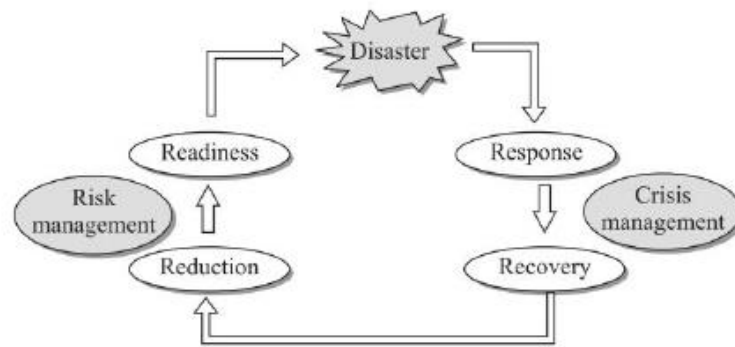 Disaster
Readiness
Response
Risk
management
Crisis
management
Reduction
Recovery